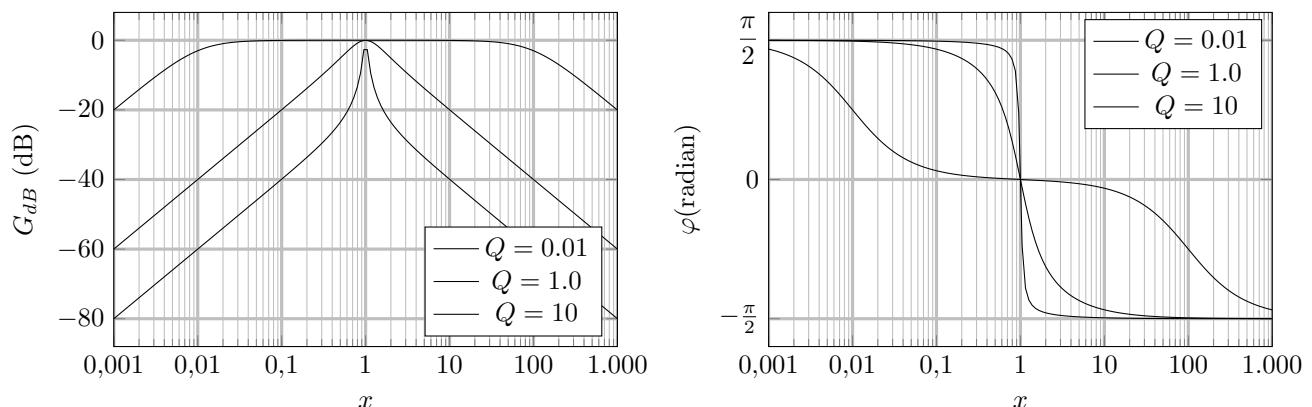 0
−20
−40
−60
−80
G_{dB} (dB)
0,001 0,01 0,1 1 10 100 1.000
x
Q = 0.01
Q = 1.0
Q = 10
π/2
0
−π/2
φ(radian)
0,001 0,01 0,1 1 10 100 1.000
x
Q = 0.01
Q = 1.0
Q = 10